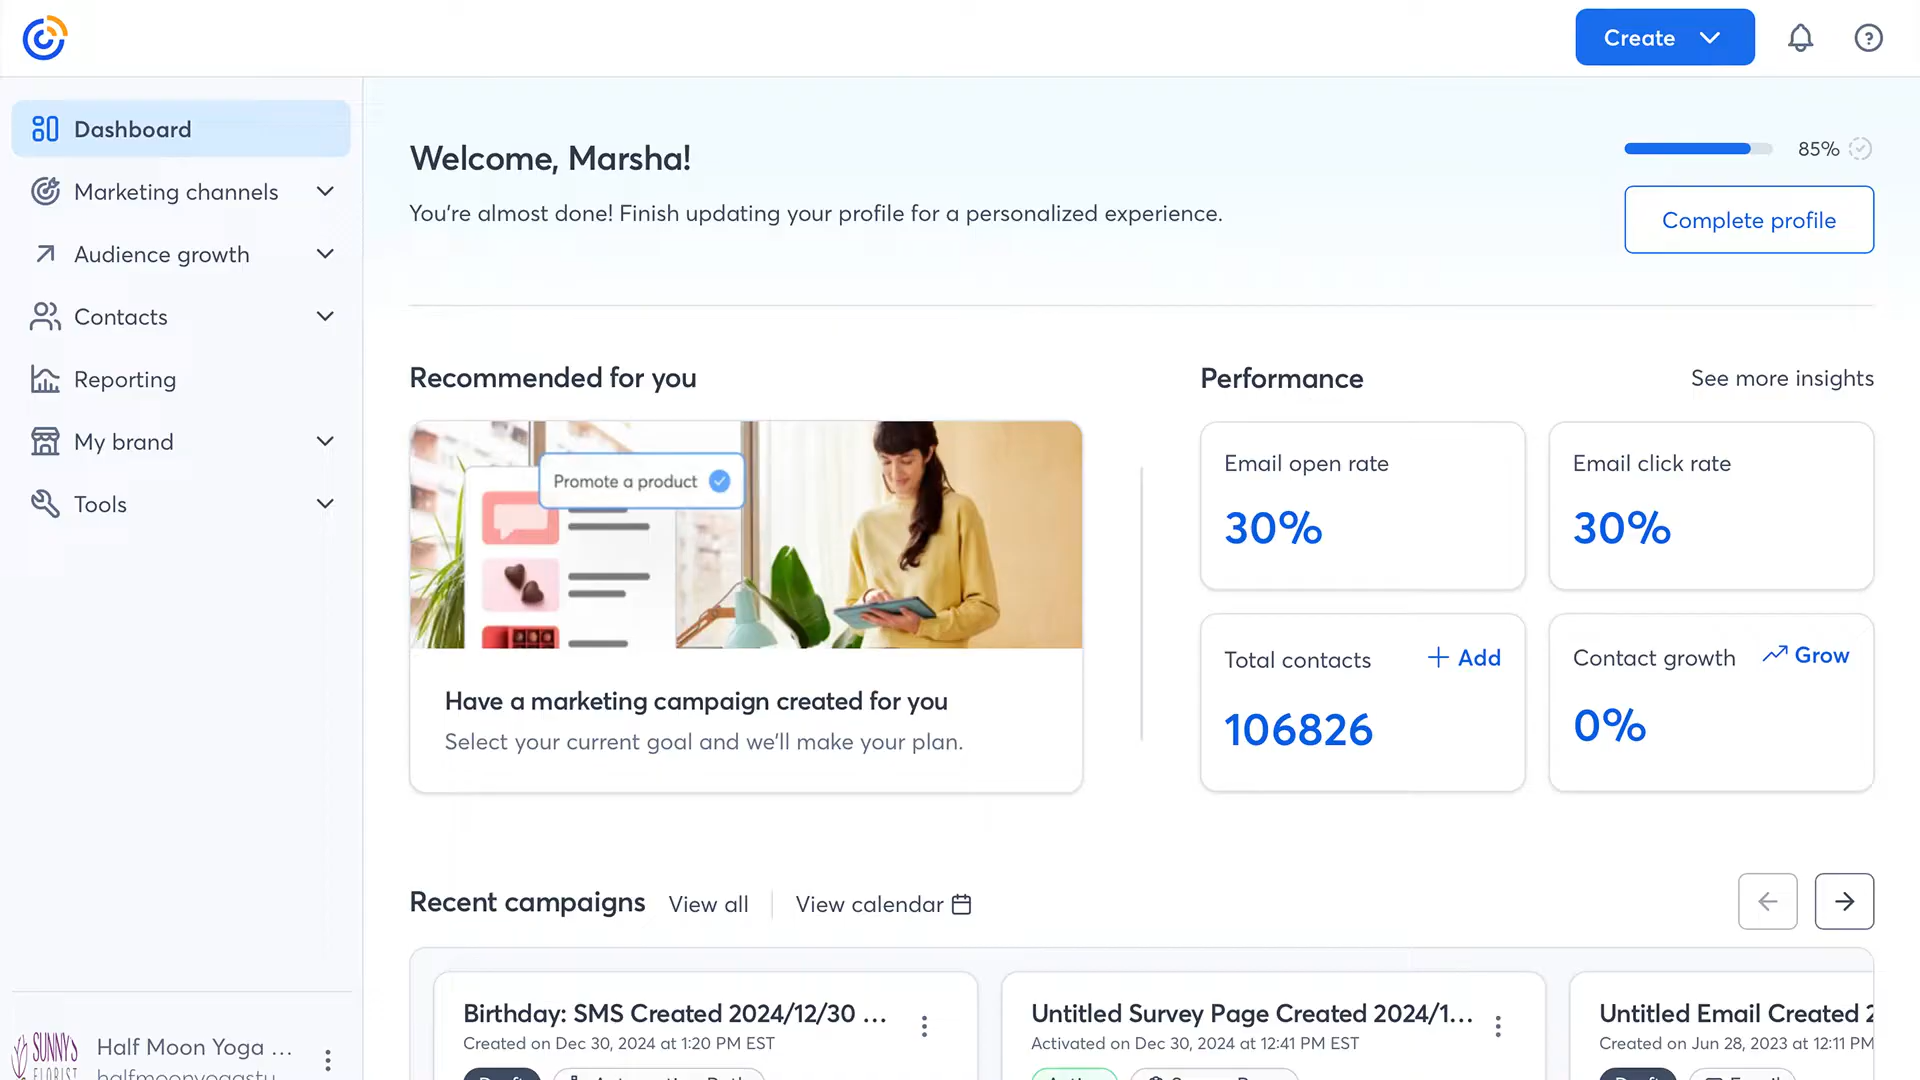 Create
Dashboard
Marketing channels
Audience growth
Contacts
Reporting
My brand
Tools
Welcome, Marsha!
You're almost done! Finish updating your profile for a personalized experience.
85%
Complete profile
Recommended for you
Promote a product
Have a marketing campaign created for you
Select your current goal and we'll make your plan.
Performance
See more insights
Email open rate
30%
Email click rate
30%
Total contacts
+ Add
106826
Contact growth
Grow
0%
Recent campaigns
View all
View calendar
Birthday: SMS Created 2024/12/30 ...
Created on Dec 30, 2024 at 1:20 PM EST
Untitled Survey Page Created 2024/1...
Activated on Dec 30, 2024 at 12:41 PM EST
Untitled Email Created 2
Created on Jun 28, 2023 at 12:11 PM
SUNNY'S
FLORIST
Half Moon Yoga ...